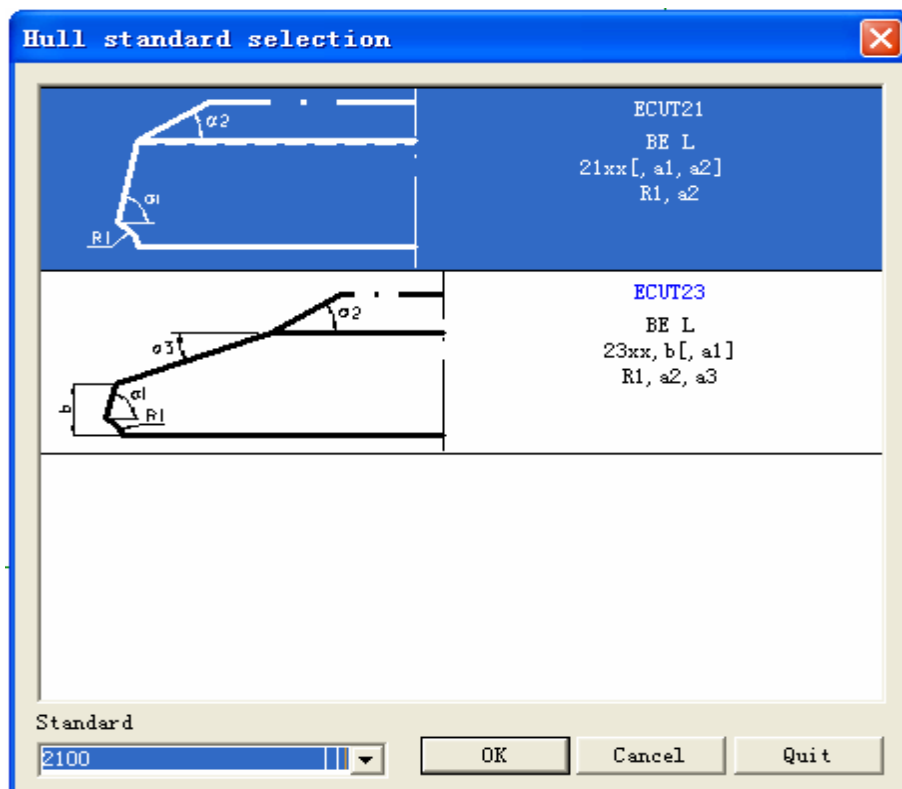 Hull standard selection
α2
α1
R1
ECUT21
BE L
21xx[, a1, a2]
R1, a2
α2
α3
α1
b
R1
ECUT23
BE L
23xx, b[, a1]
R1, a2, a3
Standard
2100
OK
Cancel
Quit